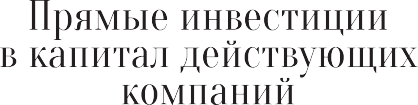 Прямые инвестиции
в капитал действующих
компаний